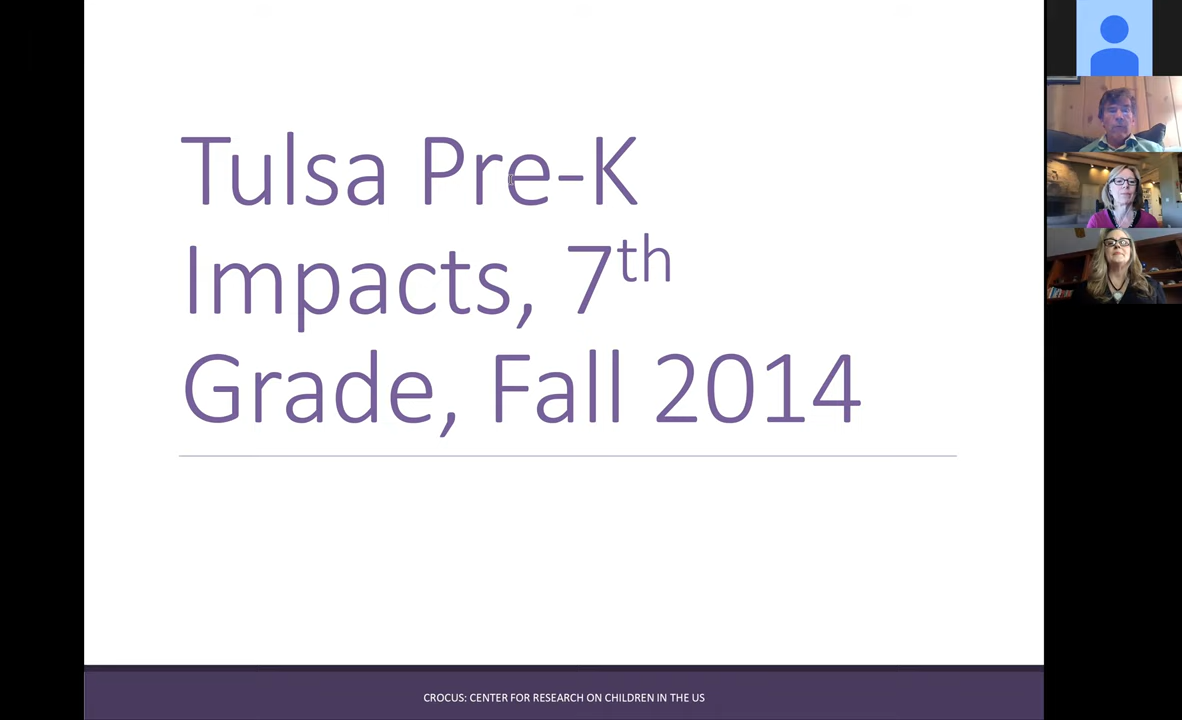 Tulsa Pre-K
Impacts, 7th
Grade, Fall 2014
CROCUS: CENTER FOR RESEARCH ON CHILDREN IN THE US